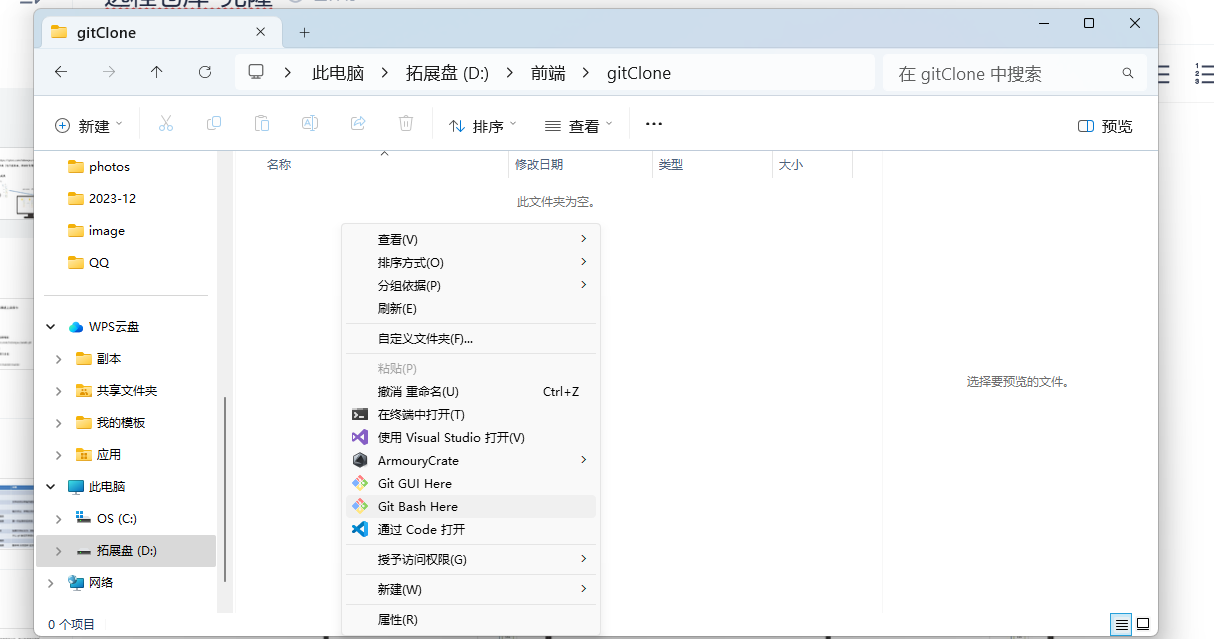 远程仓库 克隆
gitClone
此电脑 拓展盘 (D:) 前端 gitClone
在 gitClone 中搜索
新建 排序 查看 预览
名称 修改日期 类型 大小
此文件夹为空。
photos
2023-12
image
QQ
WPS云盘
副本
共享文件夹
我的模板
应用
此电脑
OS (C:)
拓展盘 (D:)
网络
查看(V)
排序方式(O)
分组依据(P)
刷新(E)
自定义文件夹(F)...
粘贴(P)
撤消 重命名(U) Ctrl+Z
在终端中打开(T)
使用 Visual Studio 打开(V)
ArmouryCrate
Git GUI Here
Git Bash Here
通过 Code 打开
授予访问权限(G)
新建(W)
属性(R)
选择要预览的文件。
0 个项目